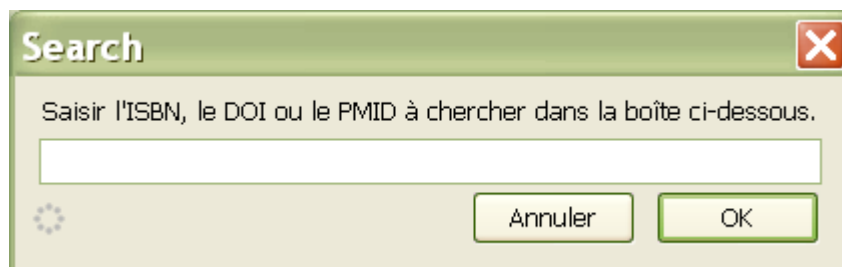 Search
Saisir l'ISBN, le DOI ou le PMID à chercher dans la boîte ci-dessous.
Annuler OK